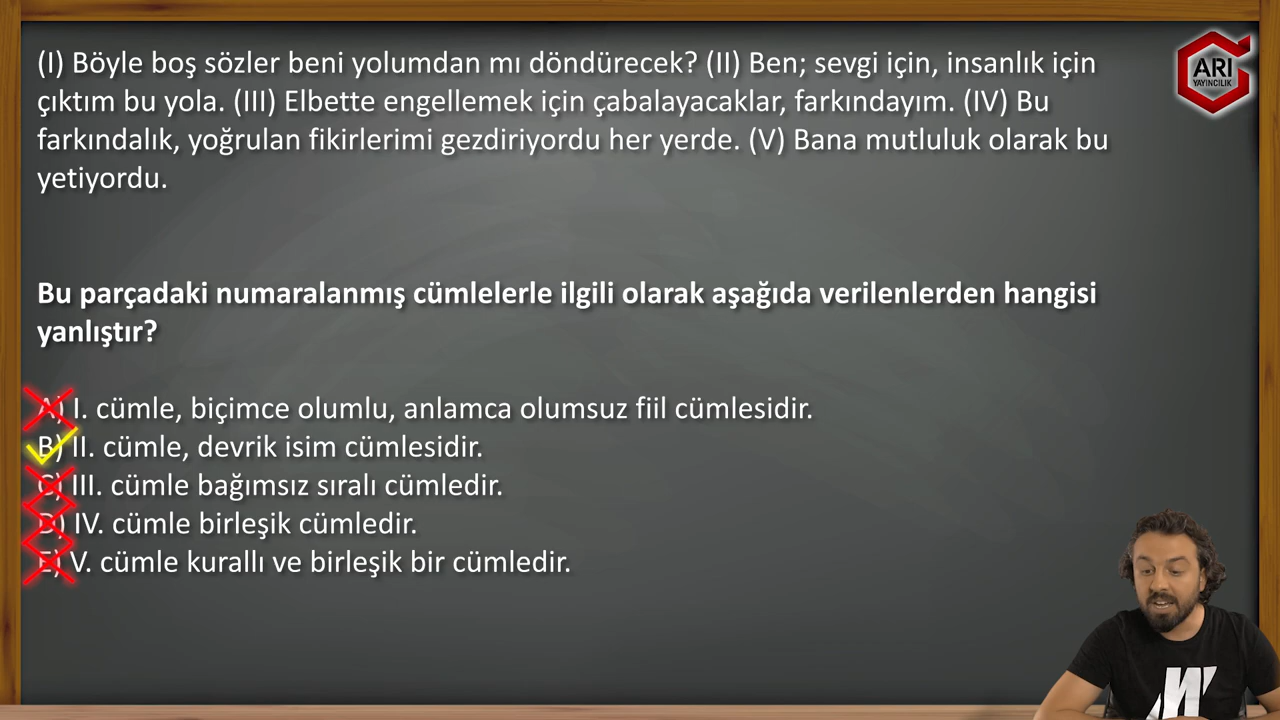 (I) Böyle boş sözler beni yolumdan mı döndürecek? (II) Ben; sevgi için, insanlık için
çıktım bu yola. (III) Elbette engellemek için çabalayacaklar, farkındayım. (IV) Bu
farkındalık, yoğrulan fikirlerimi gezdiriyordu her yerde. (V) Bana mutluluk olarak bu
yetiyordu.
ARI
YAYINCILIK
Bu parçadaki numaralanmış cümlelerle ilgili olarak aşağıda verilenlerden hangisi
yanlıştır?
A) I. cümle, biçimce olumlu, anlamca olumsuz fiil cümlesidir.
B) II. cümle, devrik isim cümlesidir.
C) III. cümle bağımsız sıralı cümledir.
D) IV. cümle birleşik cümledir.
E) V. cümle kurallı ve birleşik bir cümledir.